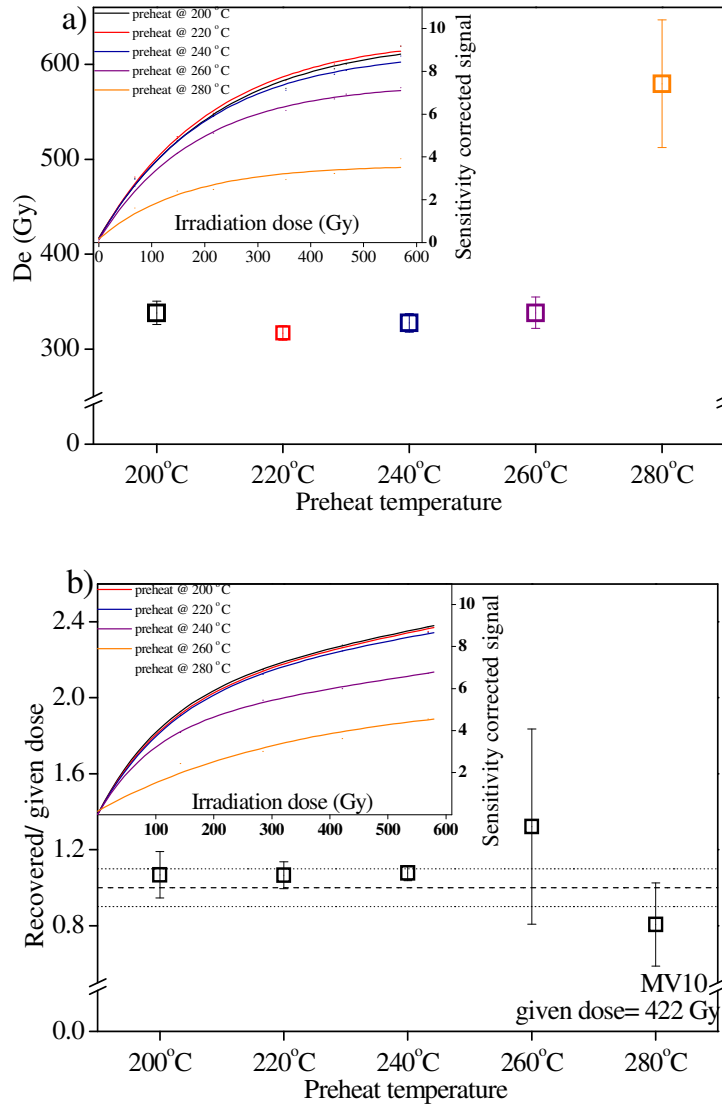 a)
preheat @ 200 °C
preheat @ 220 °C
preheat @ 240 °C
preheat @ 260 °C
preheat @ 280 °C
10
8
6
4
2
0
Sensitivity corrected signal
Irradiation dose (Gy)
0 100 200 300 400 500 600
600
500
400
300
0
De (Gy)
200°C 220°C 240°C 260°C 280°C
Preheat temperature
b)
preheat @ 200 °C
preheat @ 220 °C
preheat @ 240 °C
preheat @ 260 °C
preheat @ 280 °C
10
8
6
4
2
Sensitivity corrected signal
Irradiation dose (Gy)
100 200 300 400 500 600
2.4
2.0
1.6
1.2
0.8
0.0
Recovered/ given dose
MV10
given dose= 422 Gy
200°C 220°C 240°C 260°C 280°C
Preheat temperature